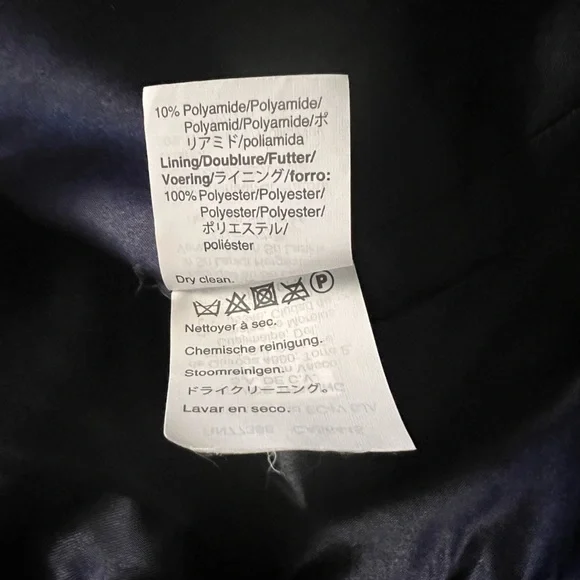 10% Polyamide/Polyamide/
Polyamid/Polyamide/ポ
リアミド/poliamida
Lining/Doublure/Futter/
Voering/ライニング/forro:
100% Polyester/Polyester/
Polyester/Polyester/
ポリエステル/
poliéster
Dry clean.
P
Nettoyer à sec.
Chemische reinigung.
Stoomreinigen.
ドライクリーニング。
Lavar en seco.